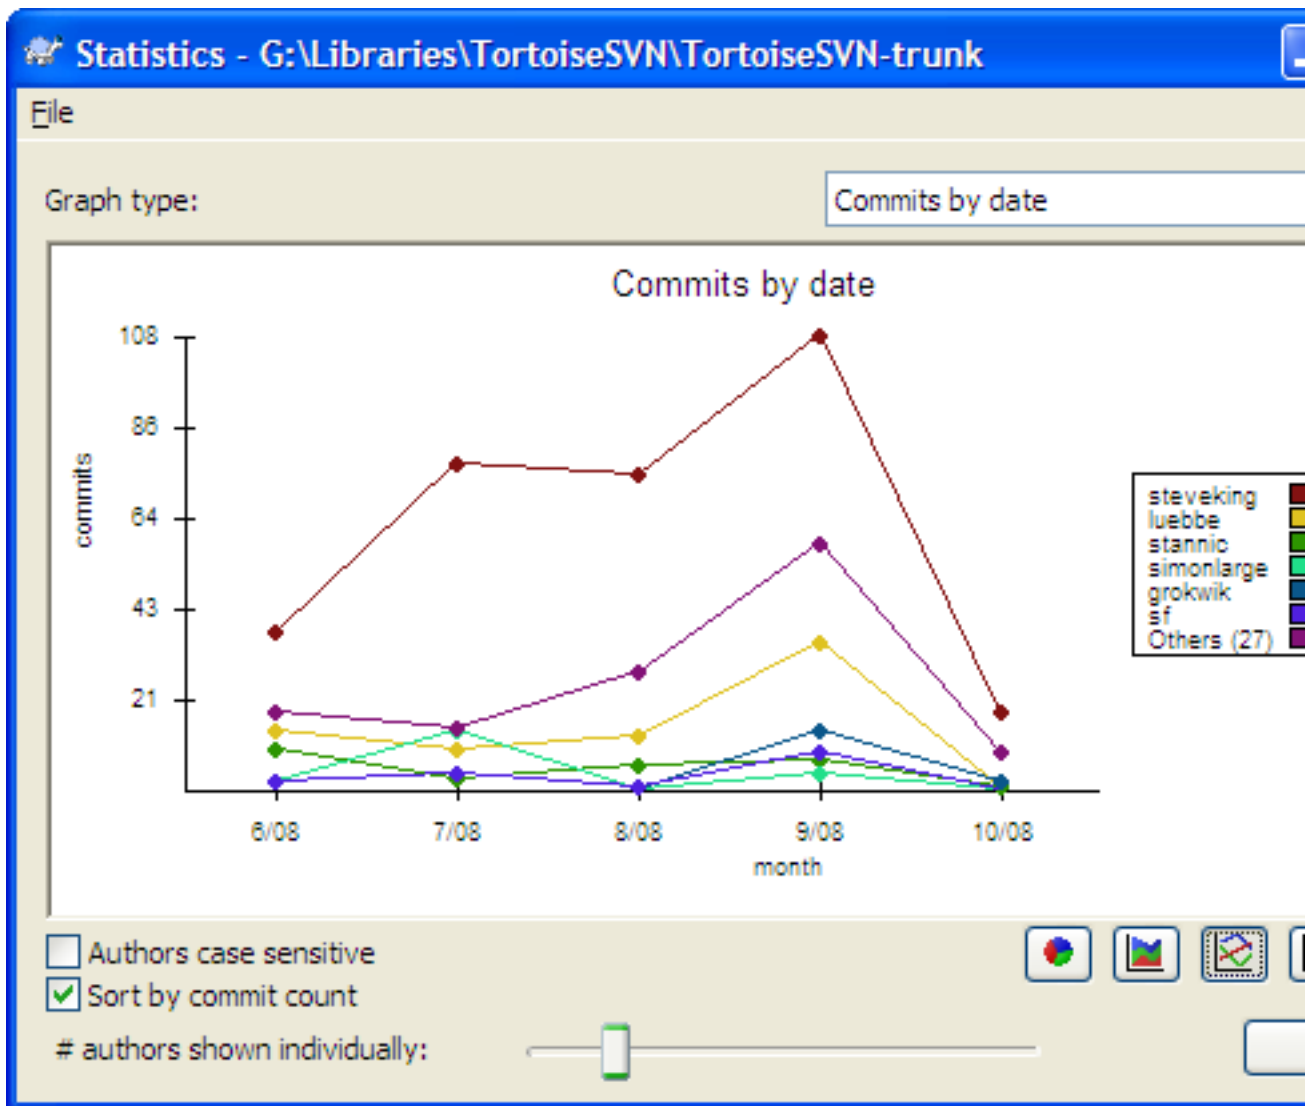 Statistics - G:\Libraries\TortoiseSVN\TortoiseSVN-trunk
File
Graph type:
Commits by date
Commits by date
108
86
64
43
21
commits
6/08 7/08 8/08 9/08 10/08
month
steveking
luebbe
stannic
simonlarge
grokwik
sf
Others (27)
Authors case sensitive
Sort by commit count
# authors shown individually: